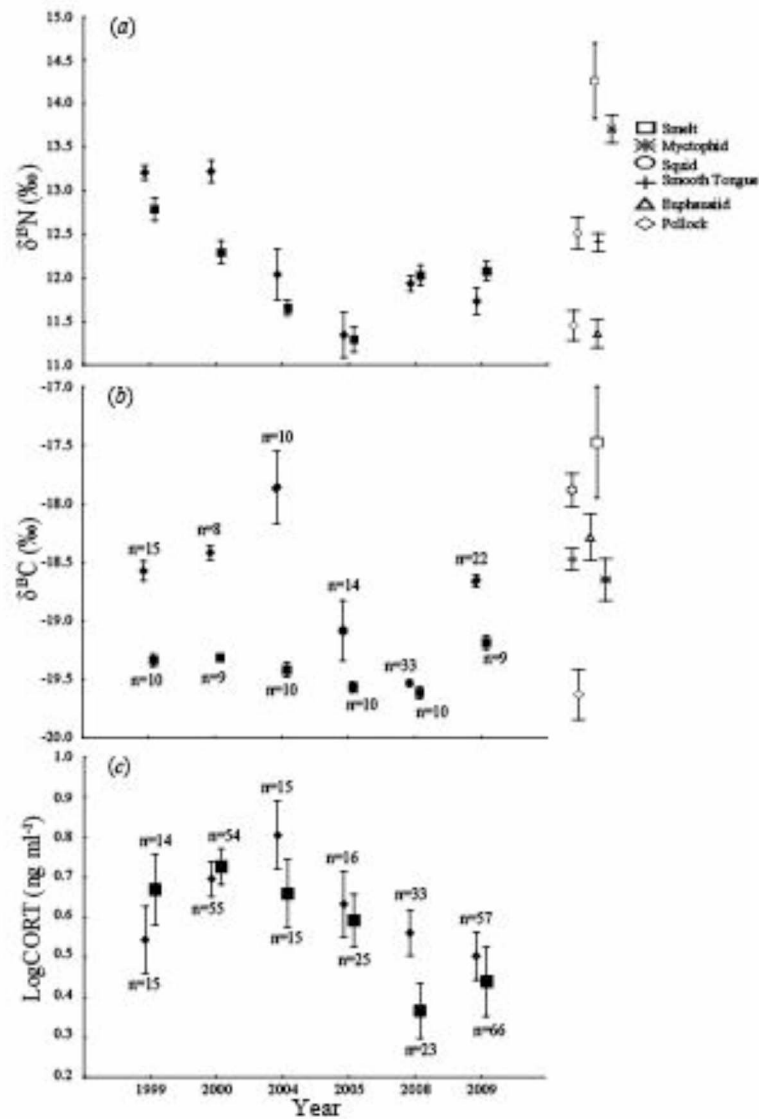 (a)
15.0
14.5
14.0
13.5
13.0
12.5
12.0
11.5
11.0
δ¹⁵N (‰)
Smelt
Myctophid
Squid
Smooth Tongue
Euphausiid
Pollock
(b)
-17.0
-17.5
-18.0
-18.5
-19.0
-19.5
-20.0
δ¹³C (‰)
n=15
n=8
n=10
n=14
n=33
n=22
n=10
n=9
n=10
n=10
n=10
n=9
(c)
1.0
0.9
0.8
0.7
0.6
0.5
0.4
0.3
0.2
LogCORT (ng ml⁻¹)
n=14
n=54
n=15
n=16
n=33
n=57
n=15
n=55
n=15
n=25
n=23
n=66
1999 2000 2004 2005 2008 2009
Year